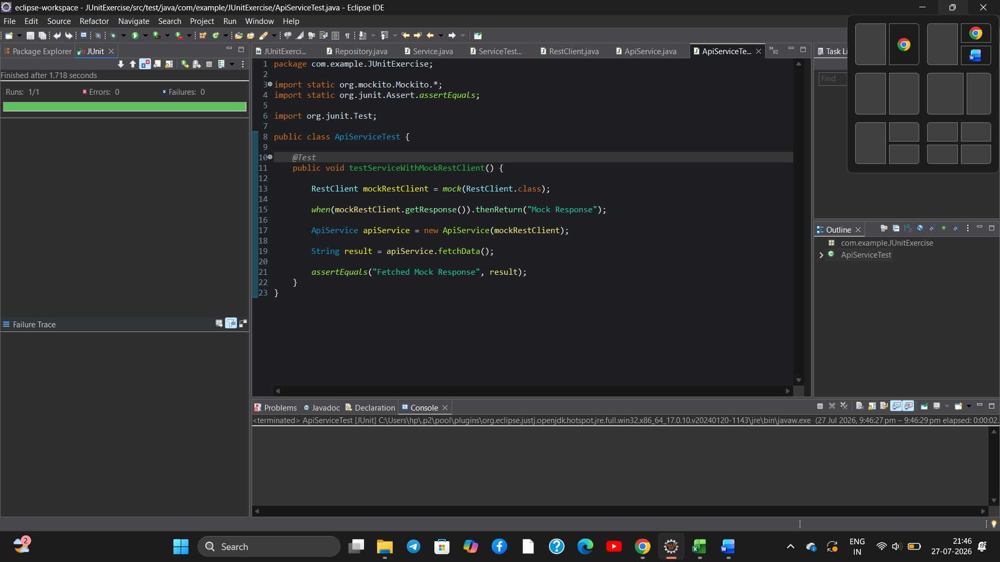 eclipse-workspace - JUnitExercise/src/test/java/com/example/JUnitExercise/ApiServiceTest.java - Eclipse IDE
File Edit Source Refactor Navigate Search Project Run Window Help
Package Explorer JUnit
Finished after 1.718 seconds
Runs: 1/1 Errors: 0 Failures: 0
Failure Trace
JUnitExerci... Repository.java Service.java ServiceTest... RestClient.java ApiService.java ApiServiceTe... »92
1 package com.example.JUnitExercise;
2
3 import static org.mockito.Mockito.*;
4 import static org.junit.Assert.assertEquals;
5
6 import org.junit.Test;
7
8 public class ApiServiceTest {
9
10 @Test
11 public void testServiceWithMockRestClient() {
12
13 RestClient mockRestClient = mock(RestClient.class);
14
15 when(mockRestClient.getResponse()).thenReturn("Mock Response");
16
17 ApiService apiService = new ApiService(mockRestClient);
18
19 String result = apiService.fetchData();
20
21 assertEquals("Fetched Mock Response", result);
22 }
23 }
Task Li
Find
Outline
com.example.JUnitExercise
ApiServiceTest
Problems @ Javadoc Declaration Console
<terminated> ApiServiceTest [JUnit] C:\Users\hp\.p2\pool\plugins\org.eclipse.justj.openjdk.hotspot.jre.full.win32.x86_64_17.0.10.v20240120-1143\jre\bin\javaw.exe (27 Jul 2026, 9:46:27 pm – 9:46:29 pm elapsed: 0:00:02.
2
Search
ENG
IN
21:46
27-07-2026